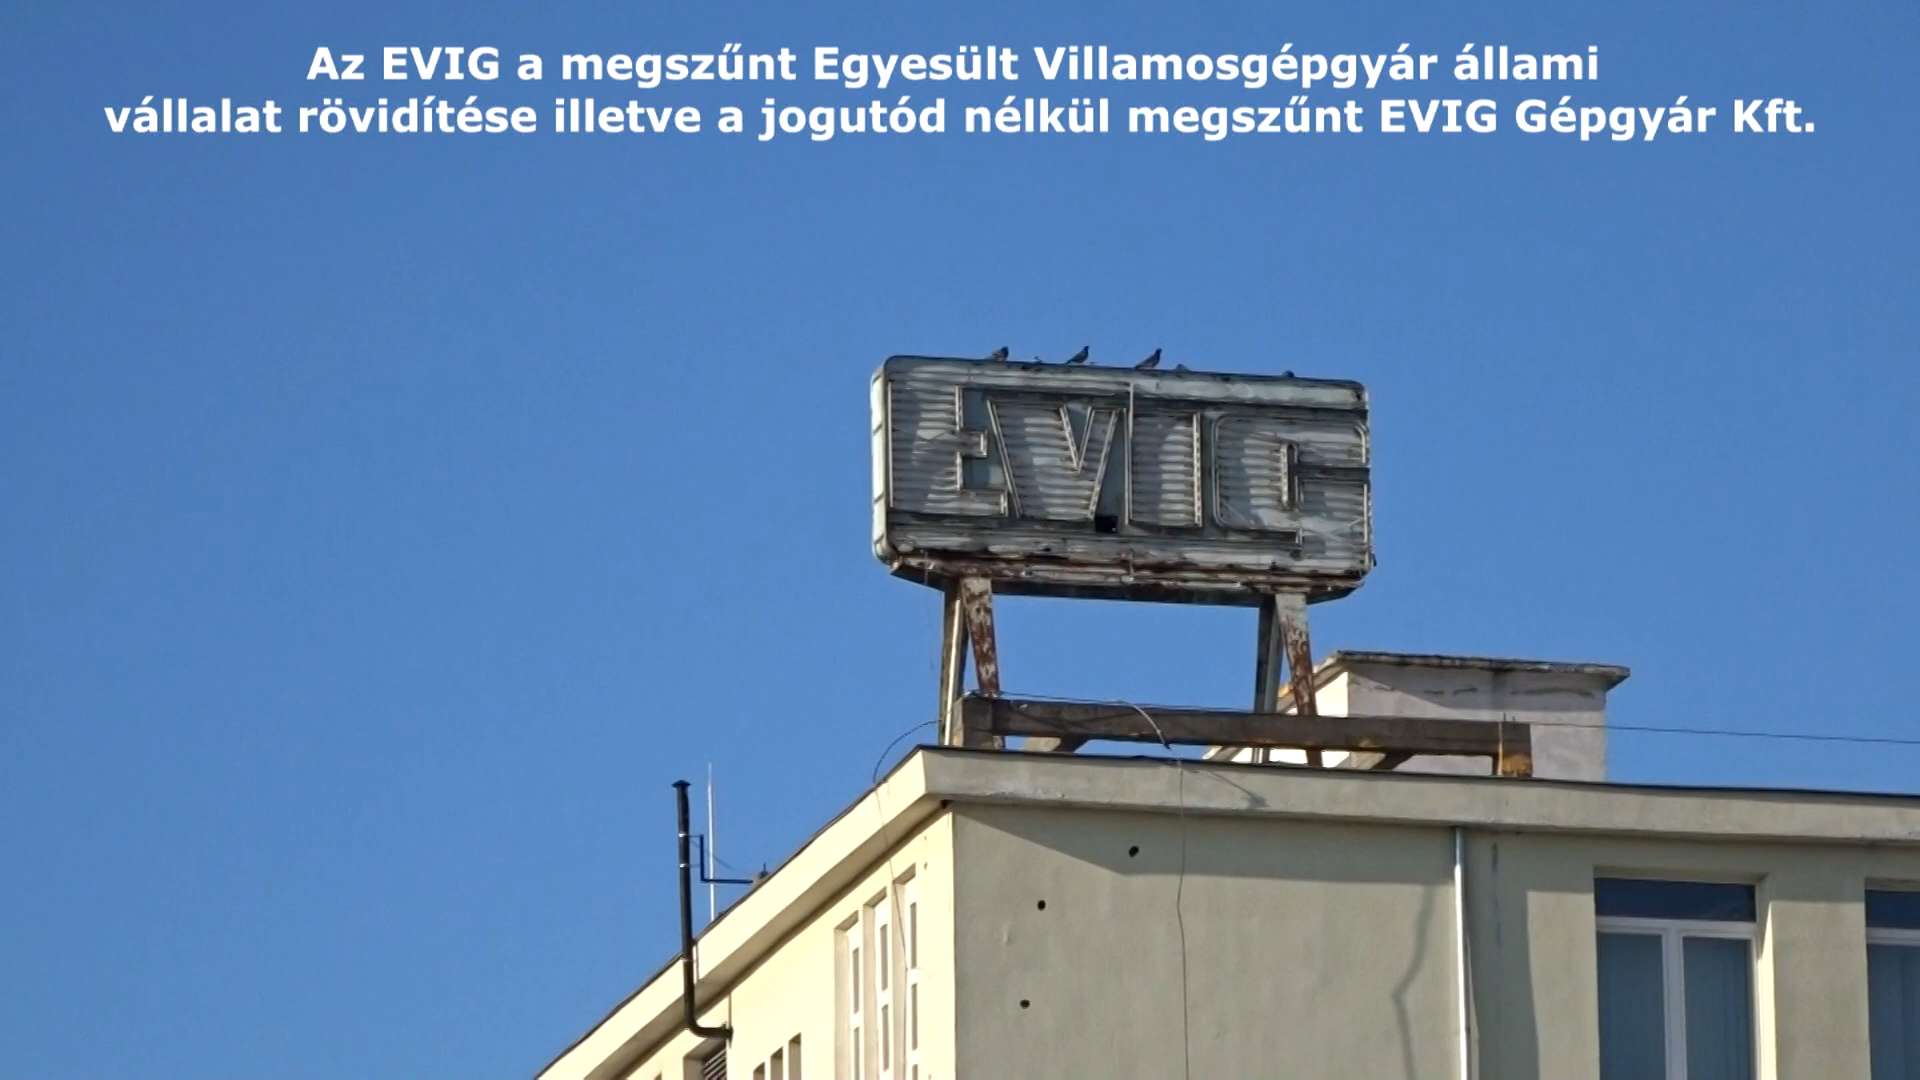 Az EVIG a megszűnt Egyesült Villamosgépgyár állami
vállalat rövidítése illetve a jogutód nélkül megszűnt EVIG Gépgyár Kft.
EVIG